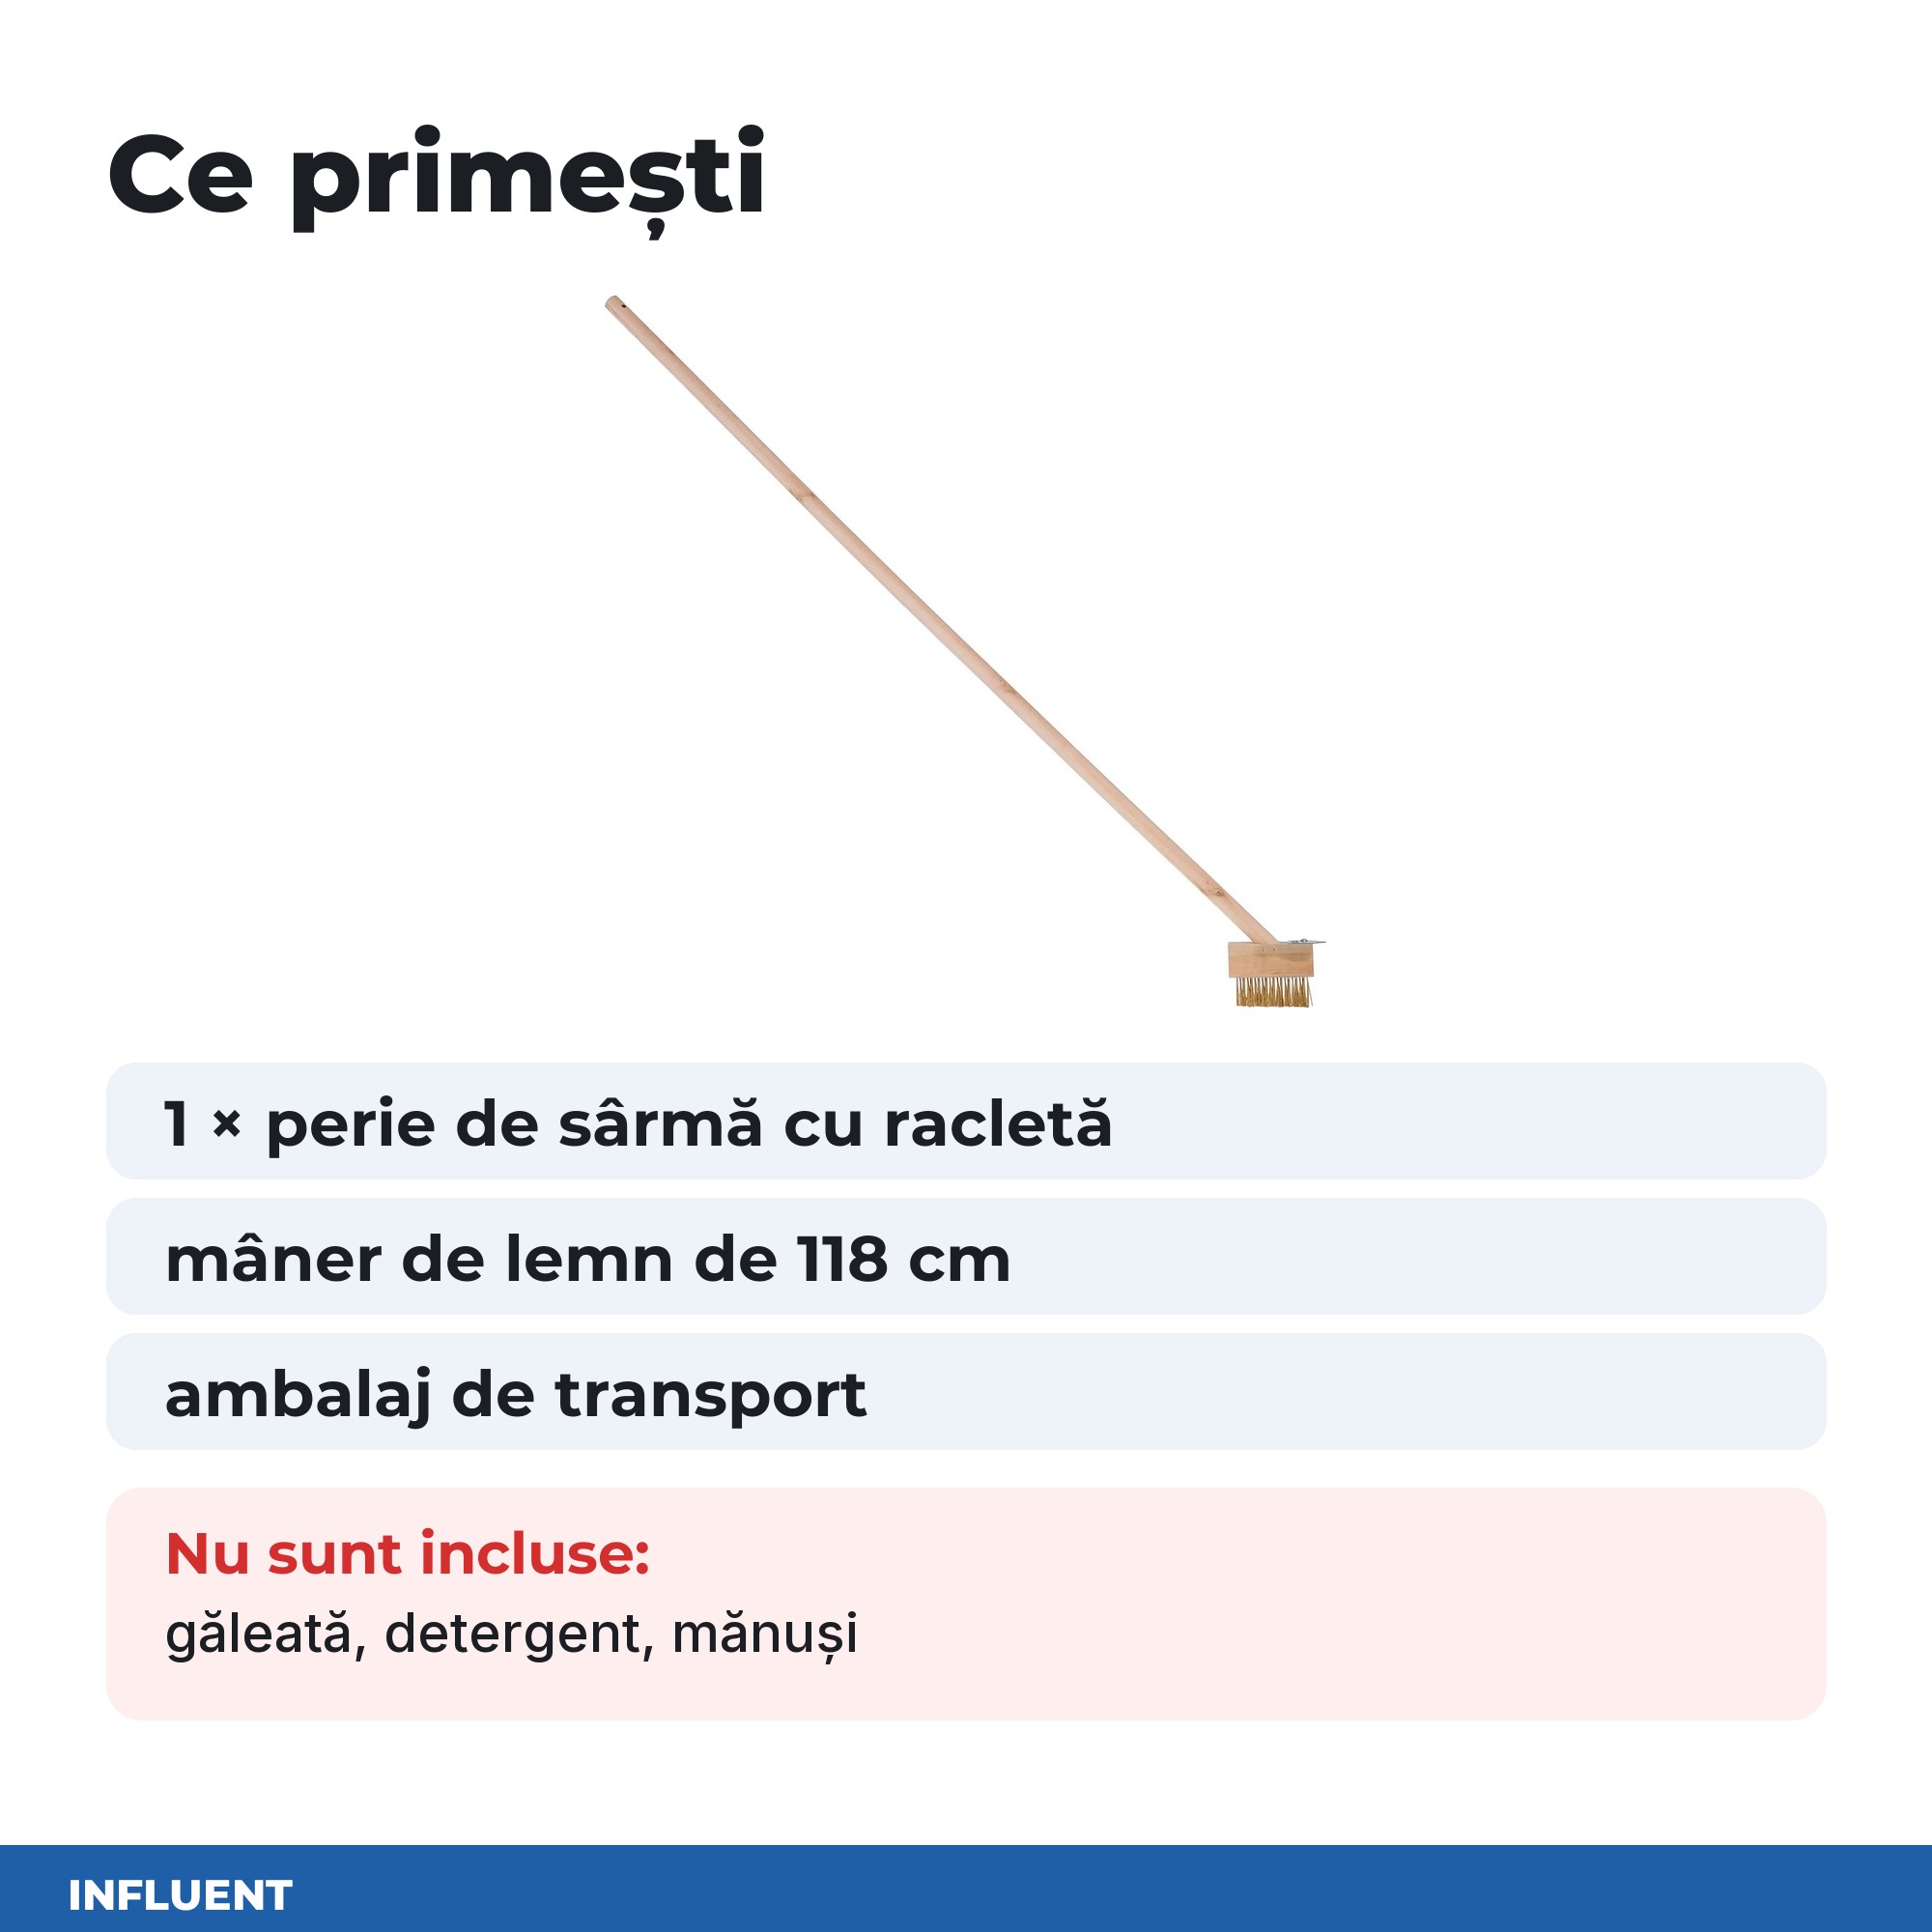 Ce primești
1 × perie de sârmă cu racletă
mâner de lemn de 118 cm
ambalaj de transport
Nu sunt incluse:
găleată, detergent, mănuși
INFLUENT